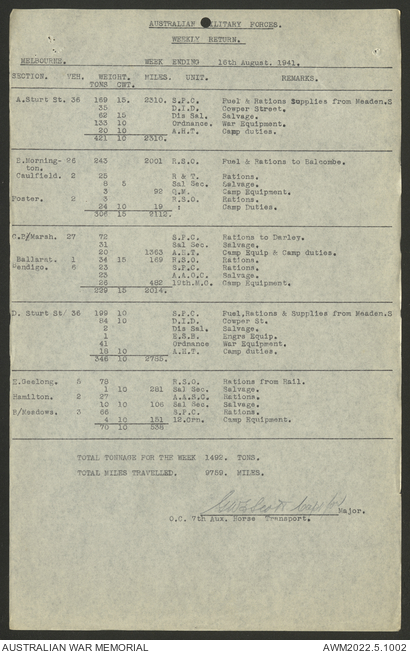 AUSTRALIAN MILITARY FORCES.
WEEKLY RETURN.
MELBOURNE. WEEK ENDING 16th August. 1941.
SECTION. VEH. WEIGHT. MILES. UNIT. REMARKS.
TONS CWT.
A.Sturt St. 36 169 15. 2310. S.P.C. Fuel & Rations Supplies from Meaden.S
35 D.I.D. Cowper Street.
62 15 Dis Sal. Salvage.
133 10 Ordnance. War Equipment.
20 10 A.H.T. Camp duties.
421 10 2310.
B.Morning- 26 243 2001 R.S.O. Fuel & Rations to Balcombe.
ton.
Caulfield. 2 25 R & T. Rations.
8 5 Sal Sec. Salvage.
3 92 Q.M. Camp Equipment.
Foster. 2 3 R.S.O. Rations.
24 10 19 : Camp Duties.
306 15 2112.
C.B/Marsh. 27 72 S.P.C. Rations to Darley.
31 Sal Sec. Salvage.
20 1363 A.H.T. Camp Equip & Camp duties.
Ballarat. 1 34 15 169 R.S.O. Rations.
Bendigo. 6 23 S.P.C. Rations.
23 A.A.O.C. Salvage.
26 482 12th.M.O. Camp Equipment.
229 15 2014.
D. Sturt St/ 36 199 10 S.P.C. Fuel,Rations & Supplies from Meaden.S
84 10 D.I.D. Cowper St.
2 Dis Sal. Salvage.
1 R.S.E. Engrs Equip.
41 Ordnance War Equipment.
18 10 A.H.T. Camp duties.
346 10 2785.
E.Geelong. 5 78 R.S.O. Rations from Rail.
1 10 281 Sal Sec. Salvage.
Hamilton. 2 27 A.A.S.C. Rations.
10 10 106 Sal Sec. Salvage.
B/Meadows. 3 66 S.P.C. Rations.
4 10 151 12.Grn. Camp Equipment.
70 10 538
TOTAL TONNAGE FOR THE WEEK 1492. TONS.
TOTAL MILES TRAVELLED. 9759. MILES.
Major.
O.C. 7th Aux. Horse Transport.
AUSTRALIAN WAR MEMORIAL
AWM2022.5.1002